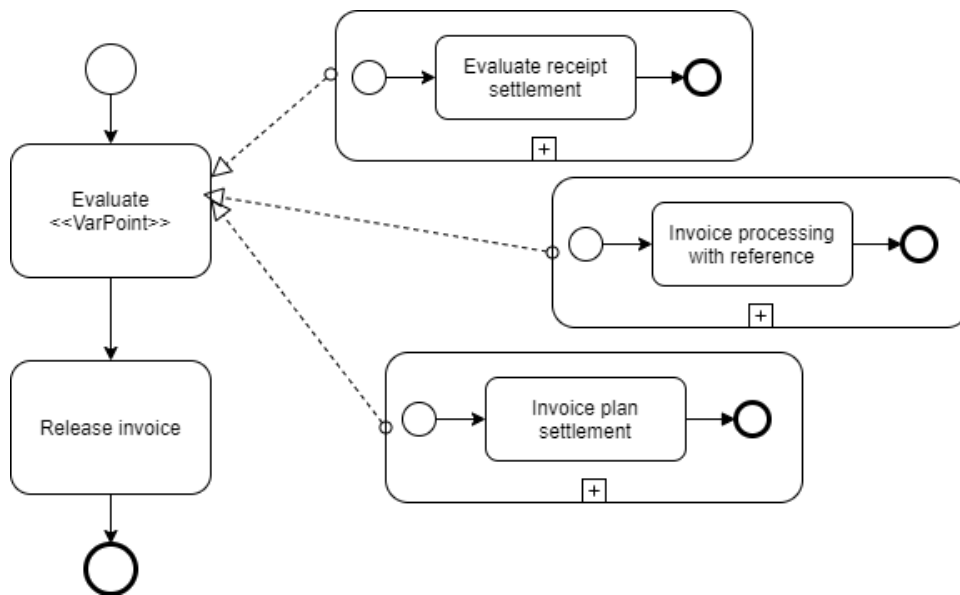 Evaluate receipt
settlement
Evaluate
<<VarPoint>>
Invoice processing
with reference
Release invoice
Invoice plan
settlement